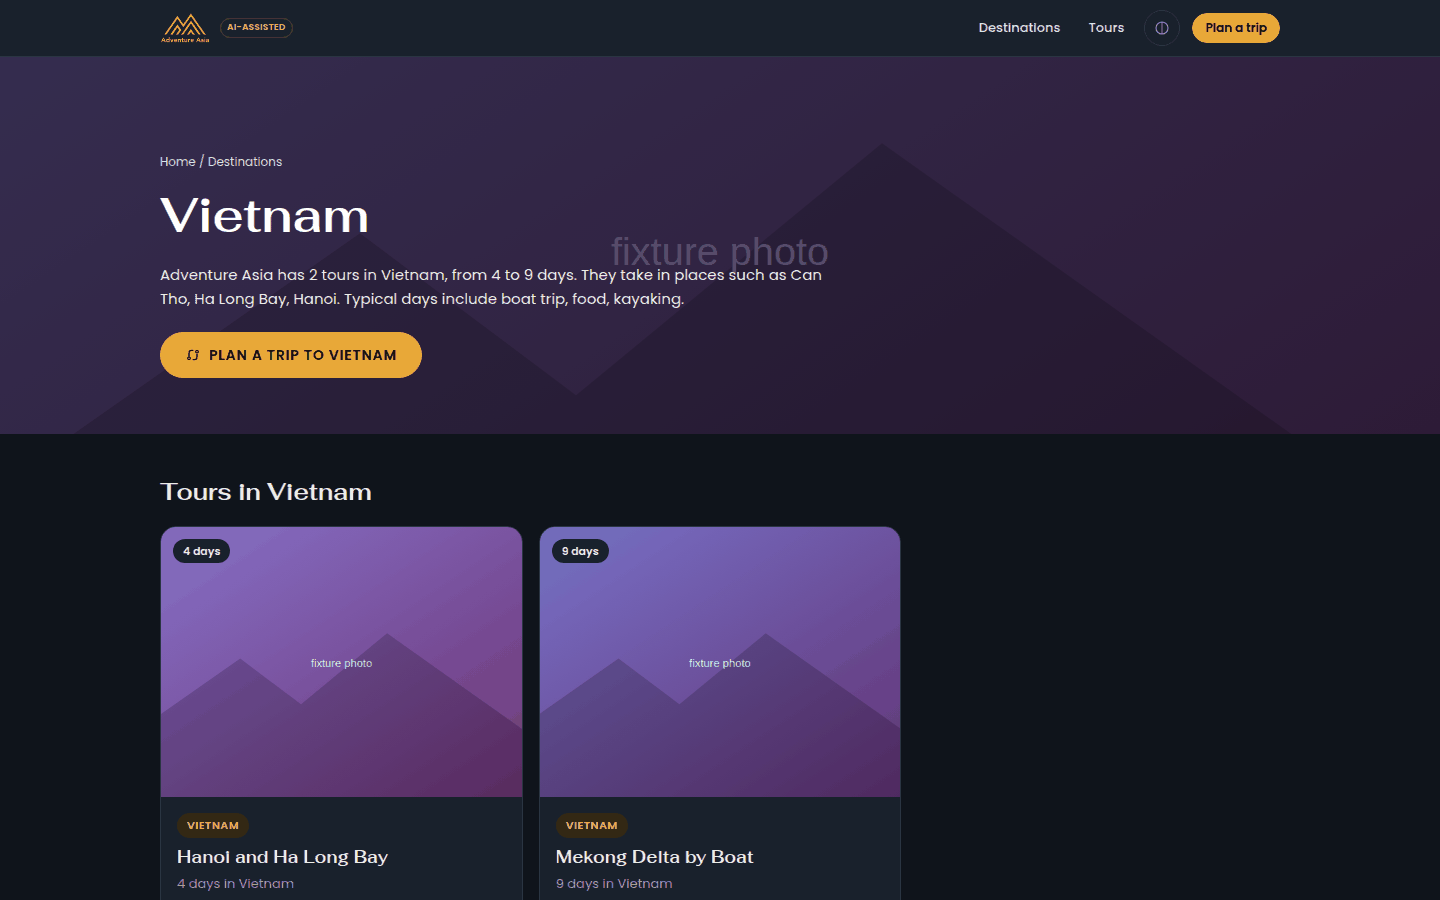 Adventure Asia
AI-ASSISTED
Destinations
Tours
Plan a trip
Home / Destinations
Vietnam
fixture photo
Adventure Asia has 2 tours in Vietnam, from 4 to 9 days. They take in places such as Can
Tho, Ha Long Bay, Hanoi. Typical days include boat trip, food, kayaking.
PLAN A TRIP TO VIETNAM
Tours in Vietnam
4 days
fixture photo
VIETNAM
Hanoi and Ha Long Bay
4 days in Vietnam
9 days
fixture photo
VIETNAM
Mekong Delta by Boat
9 days in Vietnam